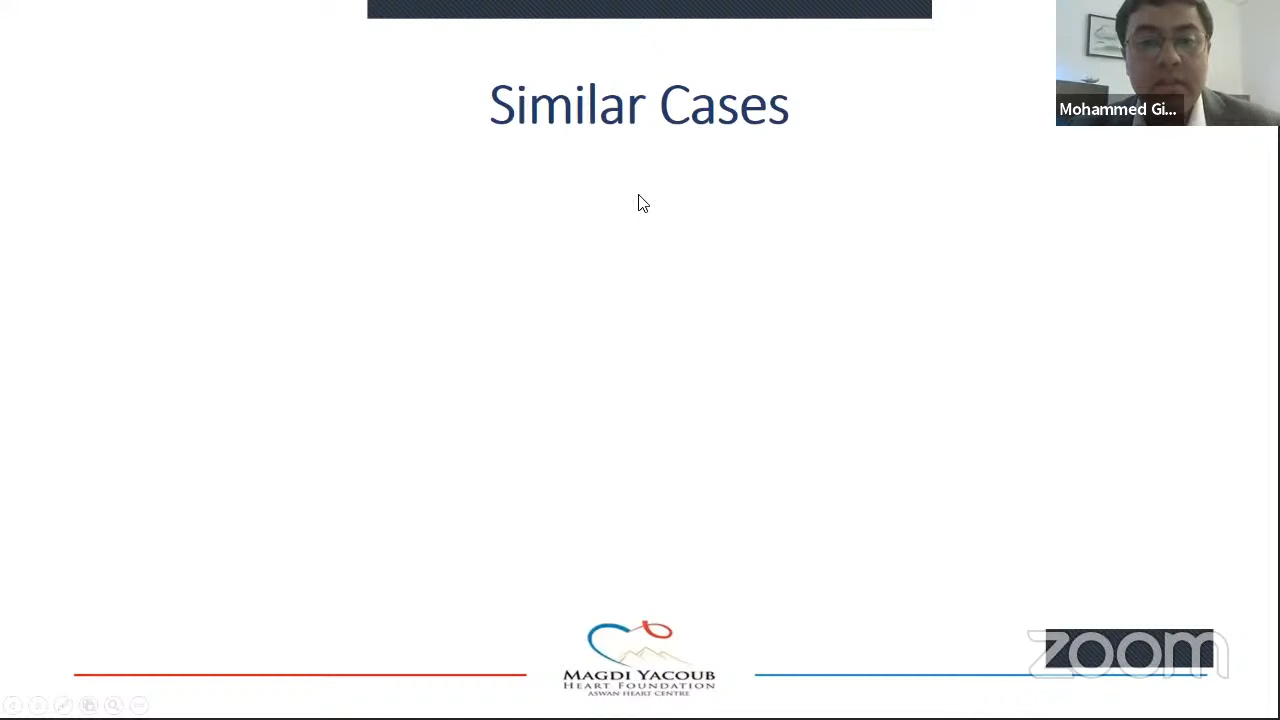 Similar Cases
Mohammed Gi...
MAGDI YACOUB
HEART FOUNDATION
ASWAN HEART CENTRE
zoom